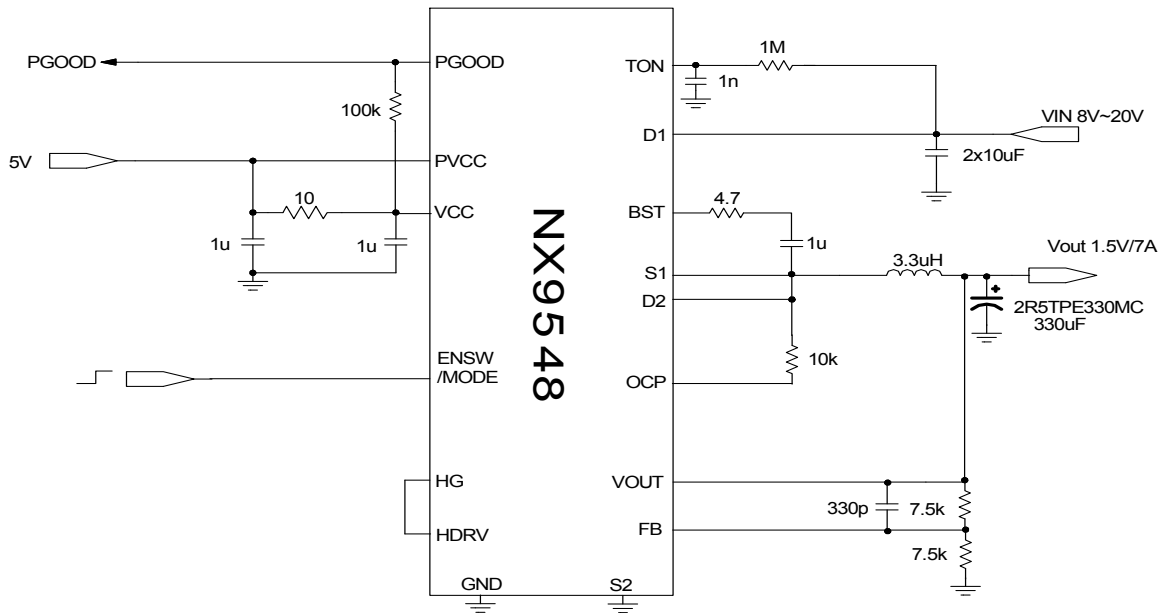 PGOOD
PGOOD
100k
5V
PVCC
10
VCC
1u
1u
ENSW
/MODE
HG
HDRV
GND
NX9548
TON
1M
1n
VIN 8V~20V
D1
2x10uF
4.7
BST
1u
Vout 1.5V/7A
S1
3.3uH
D2
2R5TPE330MC
330uF
10k
OCP
VOUT
330p
7.5k
FB
7.5k
S2
+